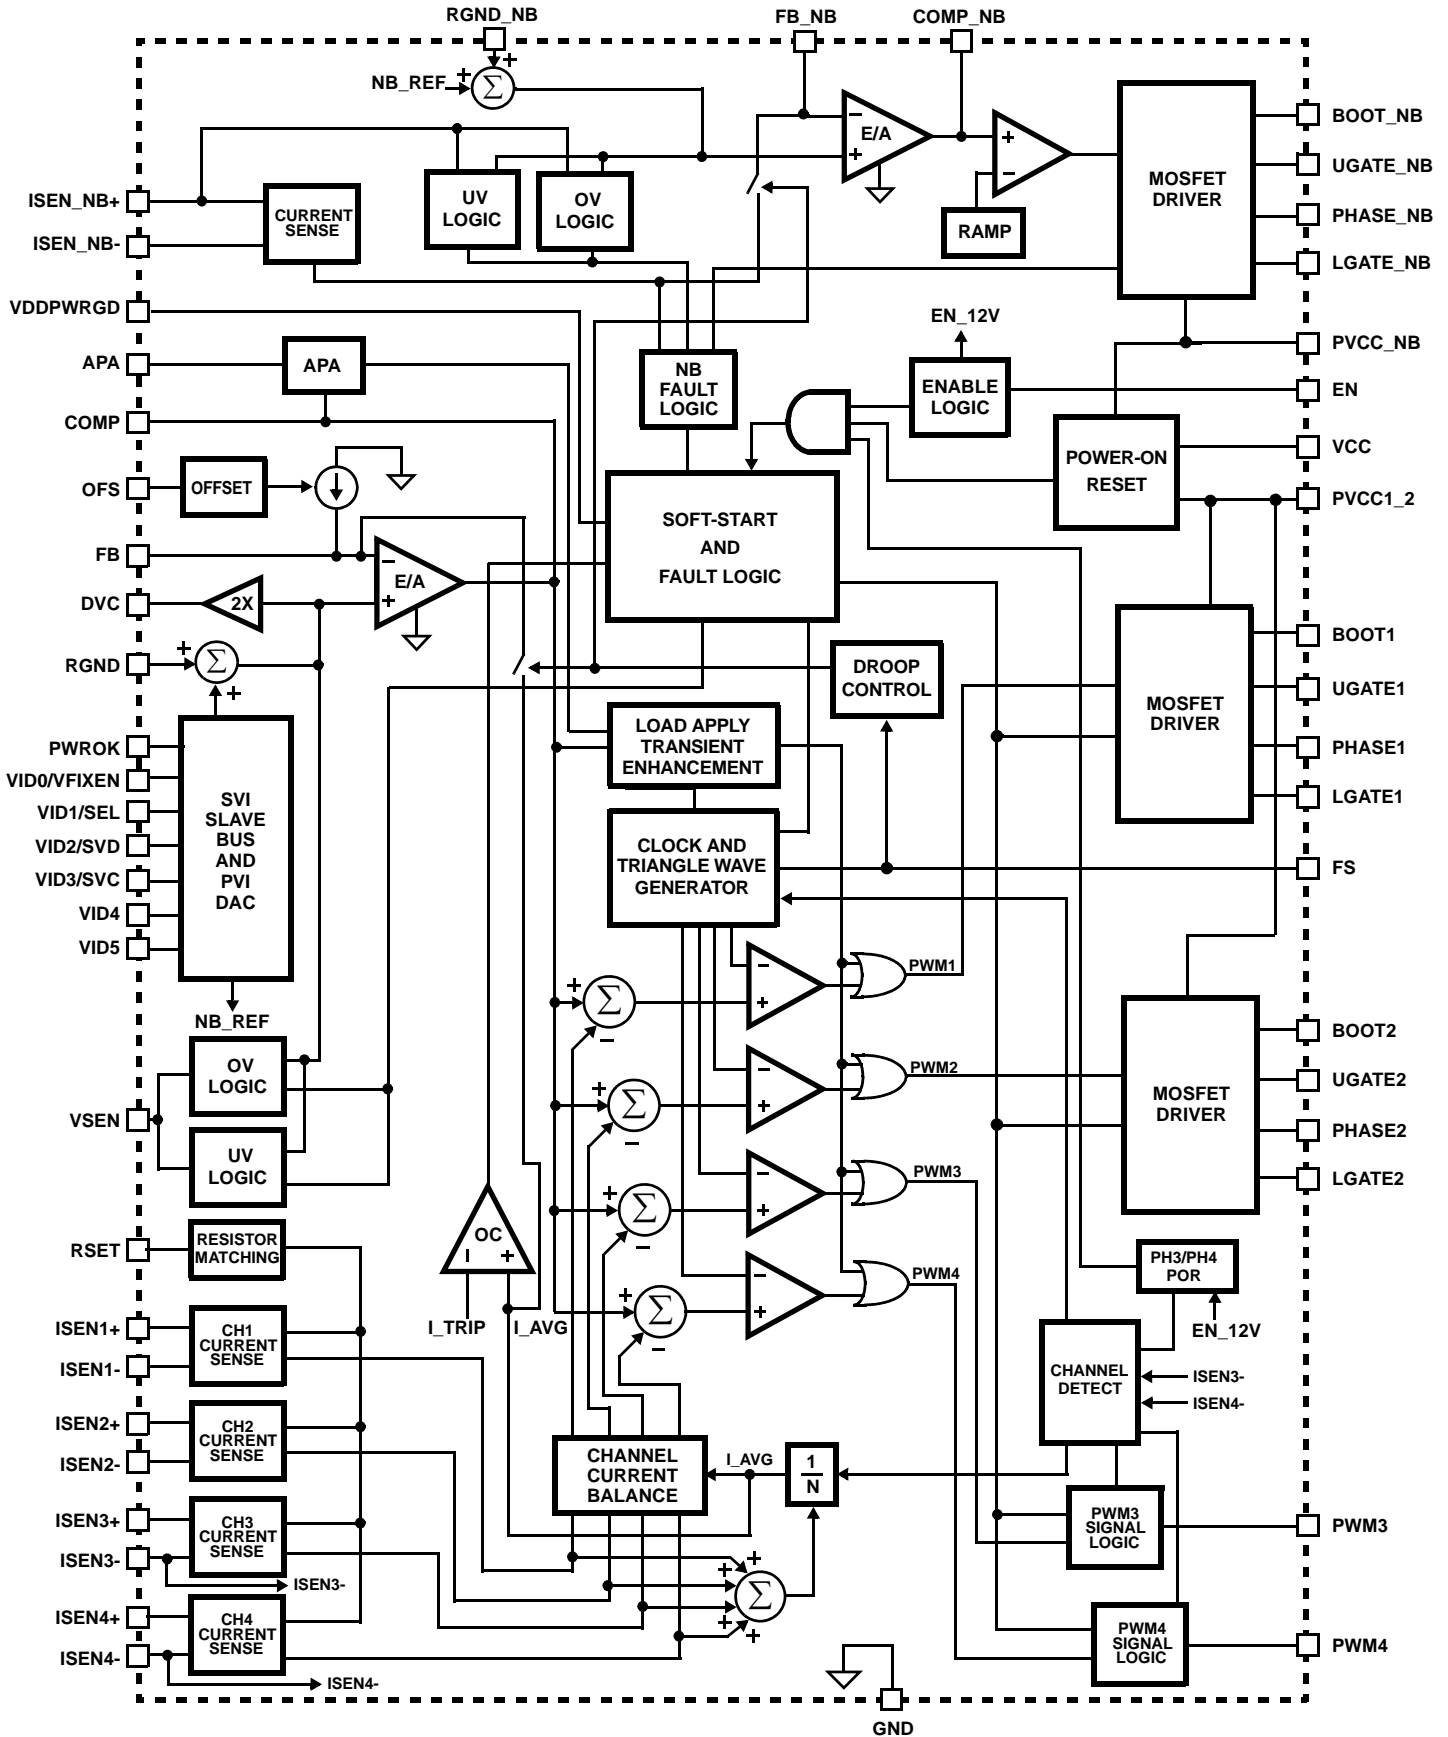 RGND_NB
FB_NB
COMP_NB
NB_REF
+
+
Σ
−
E/A
+
+
−
RAMP
MOSFET
DRIVER
BOOT_NB
UGATE_NB
PHASE_NB
LGATE_NB
ISEN_NB+
ISEN_NB-
CURRENT
SENSE
UV
LOGIC
OV
LOGIC
VDDPWRGD
APA
APA
COMP
NB
FAULT
LOGIC
EN_12V
ENABLE
LOGIC
PVCC_NB
EN
POWER-ON
RESET
VCC
PVCC1_2
OFS
OFFSET
SOFT-START
AND
FAULT LOGIC
FB
−
E/A
+
DVC
2X
RGND
+
Σ
+
DROOP
CONTROL
MOSFET
DRIVER
BOOT1
UGATE1
PHASE1
LGATE1
PWROK
VID0/VFIXEN
VID1/SEL
VID2/SVD
VID3/SVC
VID4
VID5
SVI
SLAVE
BUS
AND
PVI
DAC
NB_REF
LOAD APPLY
TRANSIENT
ENHANCEMENT
CLOCK AND
TRIANGLE WAVE
GENERATOR
FS
+
Σ
−
−
+
PWM1
+
Σ
−
−
+
PWM2
+
Σ
−
−
+
PWM3
+
Σ
−
−
+
PWM4
MOSFET
DRIVER
BOOT2
UGATE2
PHASE2
LGATE2
VSEN
OV
LOGIC
UV
LOGIC
OC
−
+
I_TRIP
I_AVG
RSET
RESISTOR
MATCHING
PH3/PH4
POR
EN_12V
CHANNEL
DETECT
ISEN3-
ISEN4-
ISEN1+
ISEN1-
CH1
CURRENT
SENSE
ISEN2+
ISEN2-
CH2
CURRENT
SENSE
ISEN3+
ISEN3-
CH3
CURRENT
SENSE
ISEN3-
ISEN4+
ISEN4-
CH4
CURRENT
SENSE
ISEN4-
CHANNEL
CURRENT
BALANCE
I_AVG
1
N
+
+
+
+
Σ
PWM3
SIGNAL
LOGIC
PWM3
PWM4
SIGNAL
LOGIC
PWM4
GND